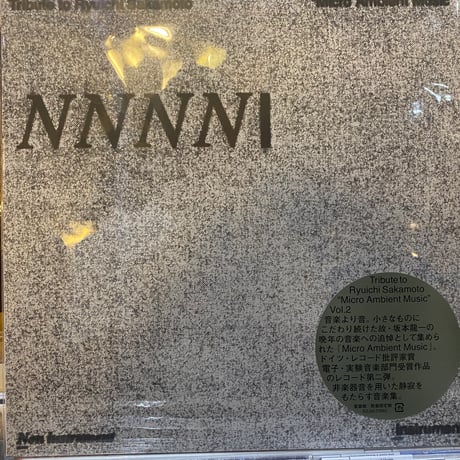 Tribute to Ryuichi Sakamoto
Micro Ambient Music
NNNNI
Tribute to
Ryuichi Sakamoto
"Micro Ambient Music"
Vol.2
音楽より音。小さなものに
こだわり続けた故・坂本龍一の
晩年の音楽への追悼として集めら
れた「Micro Ambient Music」。
ドイツ・レコード批評家賞
電子・実験音楽部門受賞作品
のレコード第二弾。
非楽器音を用いた静寂を
もたらす音楽集。
Non Instrument